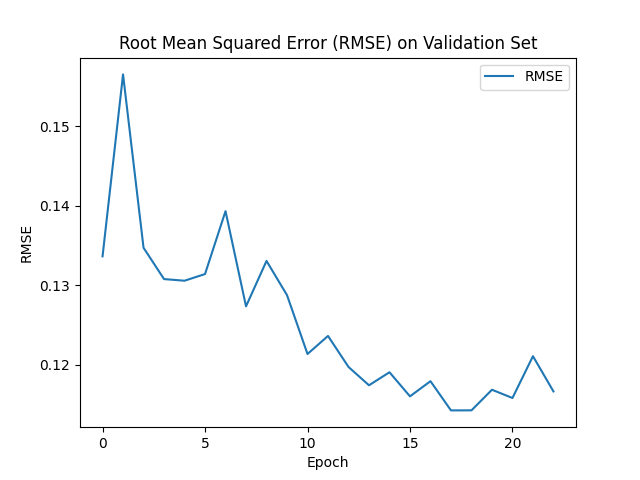 Root Mean Squared Error (RMSE) on Validation Set
RMSE
0.15
0.14
0.13
0.12
RMSE
0
5
10
15
20
Epoch